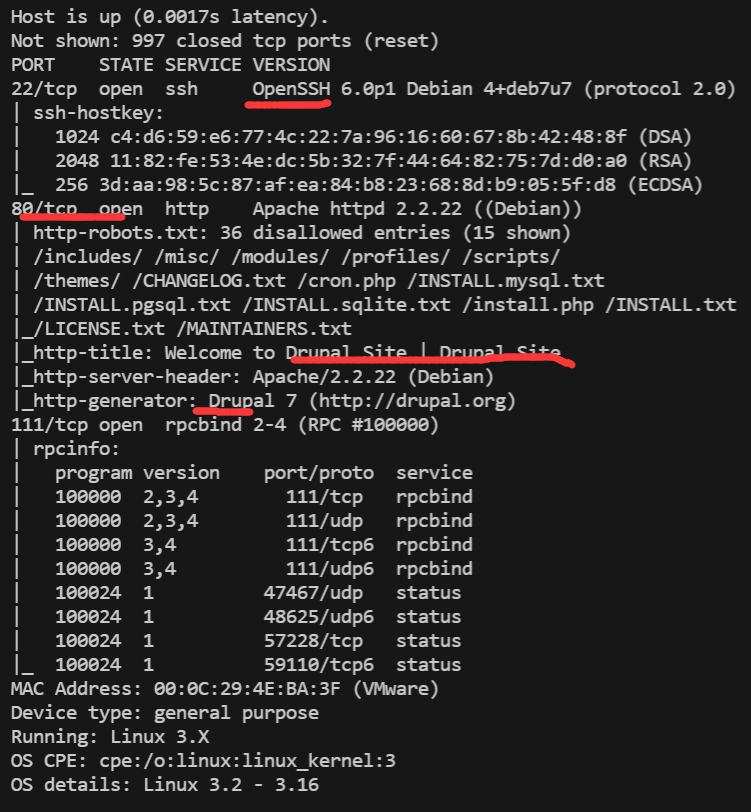 Host is up (0.0017s latency).
Not shown: 997 closed tcp ports (reset)
PORT    STATE SERVICE VERSION
22/tcp  open  ssh     OpenSSH 6.0p1 Debian 4+deb7u7 (protocol 2.0)
| ssh-hostkey:
|   1024 c4:d6:59:e6:77:4c:22:7a:96:16:60:67:8b:42:48:8f (DSA)
|   2048 11:82:fe:53:4e:dc:5b:32:7f:44:64:82:75:7d:d0:a0 (RSA)
|_  256 3d:aa:98:5c:87:af:ea:84:b8:23:68:8d:b9:05:5f:d8 (ECDSA)
80/tcp  open  http    Apache httpd 2.2.22 ((Debian))
| http-robots.txt: 36 disallowed entries (15 shown)
| /includes/ /misc/ /modules/ /profiles/ /scripts/
| /themes/ /CHANGELOG.txt /cron.php /INSTALL.mysql.txt
| /INSTALL.pgsql.txt /INSTALL.sqlite.txt /install.php /INSTALL.txt
|_/LICENSE.txt /MAINTAINERS.txt
|_http-title: Welcome to Drupal Site | Drupal Site
|_http-server-header: Apache/2.2.22 (Debian)
|_http-generator: Drupal 7 (http://drupal.org)
111/tcp open  rpcbind 2-4 (RPC #100000)
| rpcinfo:
|   program version    port/proto  service
|   100000  2,3,4        111/tcp   rpcbind
|   100000  2,3,4        111/udp   rpcbind
|   100000  3,4          111/tcp6  rpcbind
|   100000  3,4          111/udp6  rpcbind
|   100024  1          47467/udp   status
|   100024  1          48625/udp6  status
|   100024  1          57228/tcp   status
|_  100024  1          59110/tcp6  status
MAC Address: 00:0C:29:4E:BA:3F (VMware)
Device type: general purpose
Running: Linux 3.X
OS CPE: cpe:/o:linux:linux_kernel:3
OS details: Linux 3.2 - 3.16